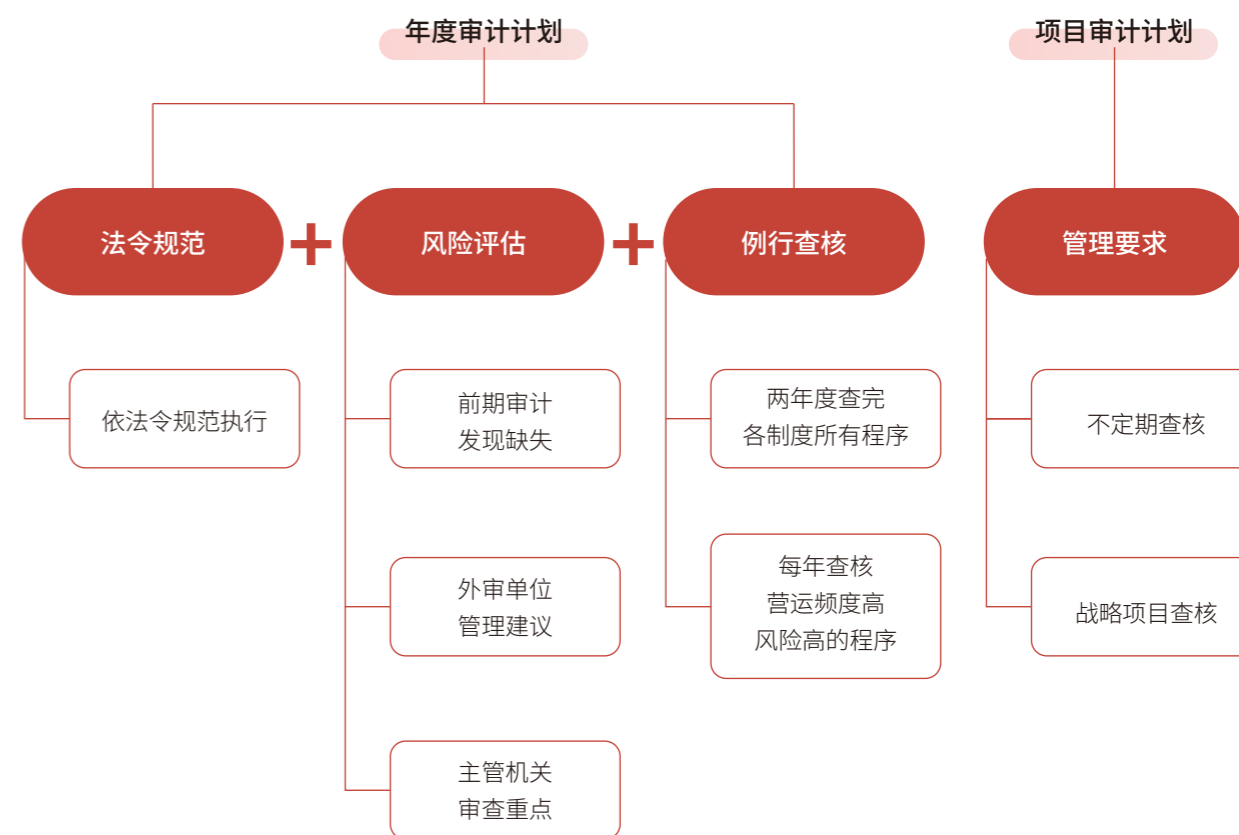 年度审计计划
项目审计计划
法令规范
+
风险评估
+
例行查核
管理要求
依法令规范执行
前期审计
发现缺失
两年度查完
各制度所有程序
不定期查核
外审单位
管理建议
每年查核
营运频度高
风险高的程序
战略项目查核
主管机关
审查重点